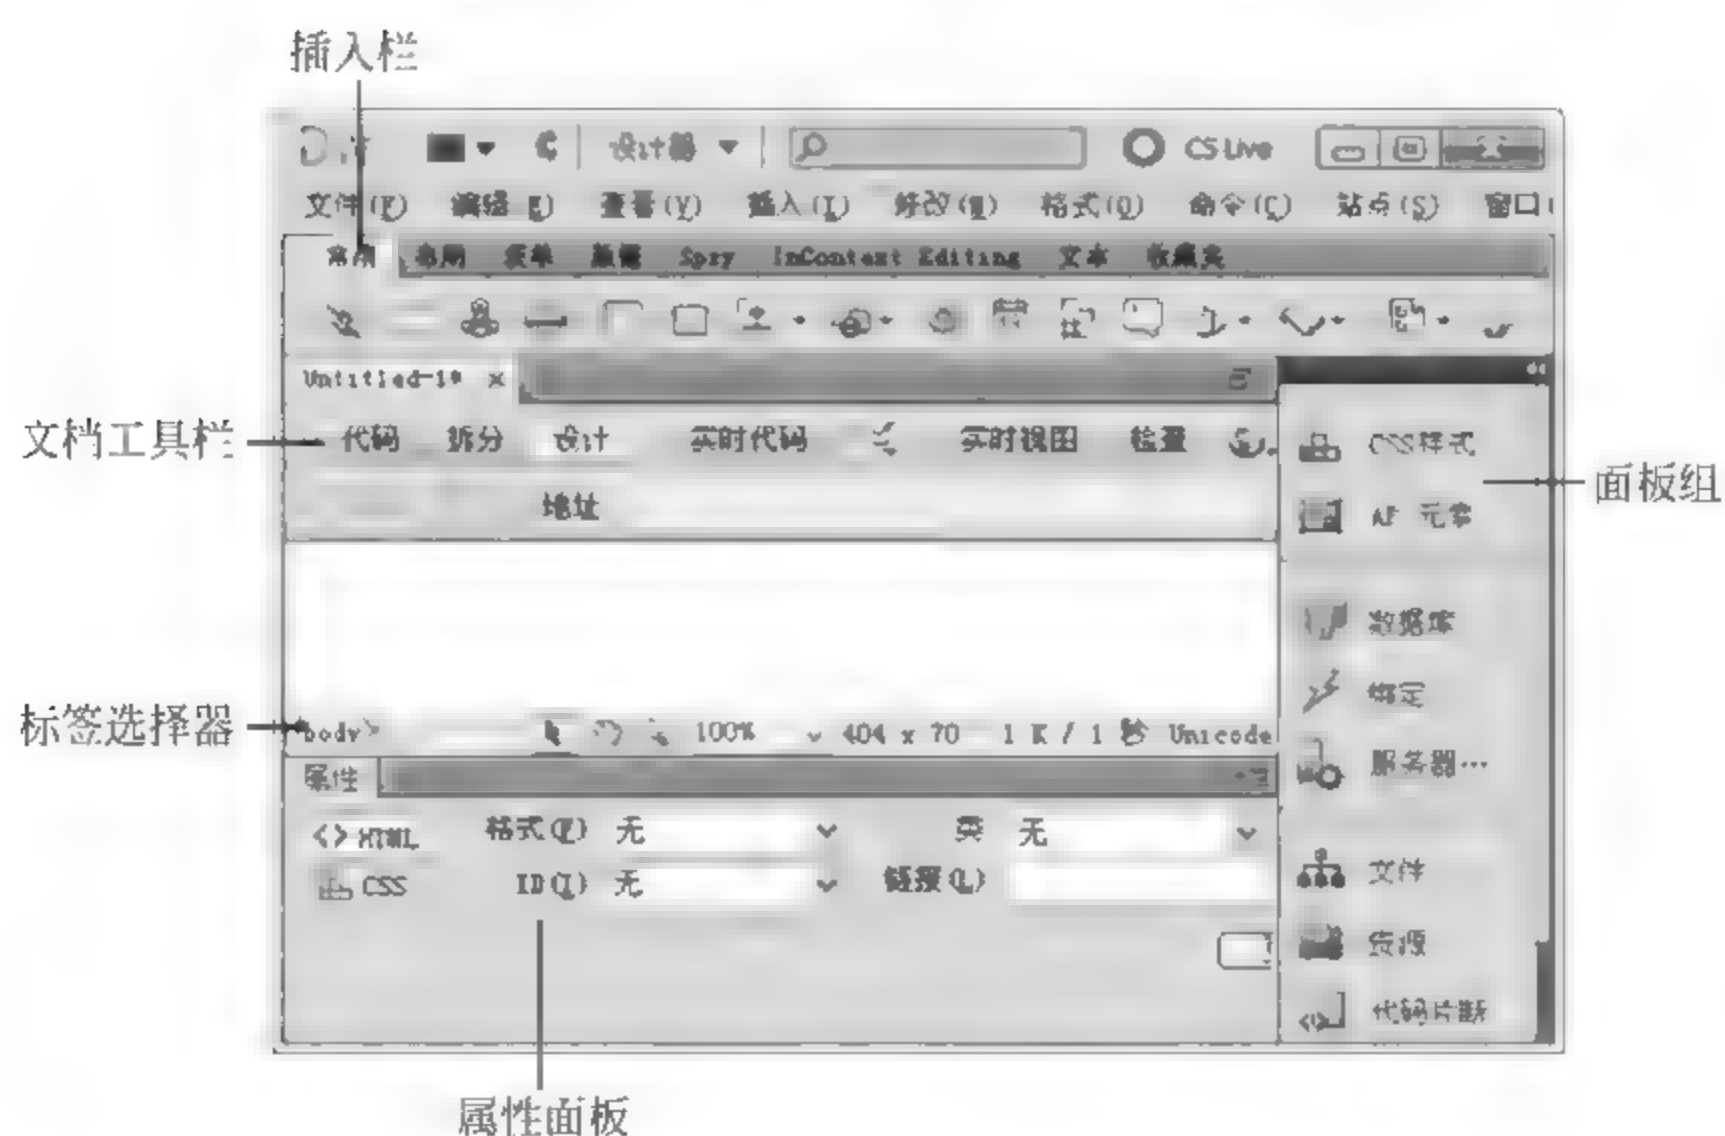 插入栏
设计器 CS Live
文件(F) 编辑(E) 查看(V) 插入(I) 修改(M) 格式(O) 命令(C) 站点(S) 窗口(
常用 布局 表单 数据 Spry InContext Editing 文本 收藏夹
Untitled-1* ×
文档工具栏 代码 拆分 设计 实时代码 实时视图 检查 CSS样式
面板组
地址 AP 元素
数据库
绑定
标签选择器 body> 100% 404 x 70 1 K / 1 秒 Unicode
服务器…
属性
<> HTML 格式(F) 无 类 无
CSS ID(I) 无 链接(L)
文件
资源
代码片断
属性面板